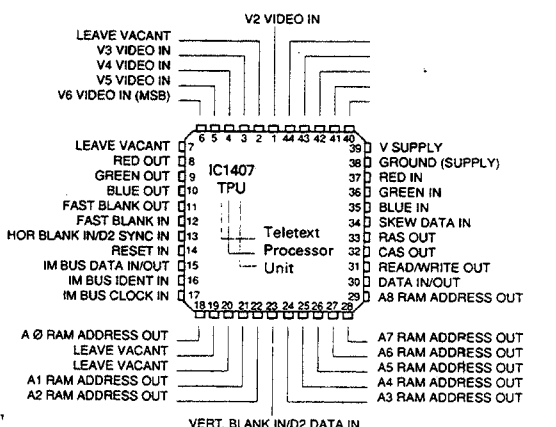 V2 VIDEO IN
LEAVE VACANT
V3 VIDEO IN
V4 VIDEO IN
V5 VIDEO IN
V6 VIDEO IN (MSB)
6 5 4 3 2 1 44 43 42 41 40
LEAVE VACANT 7
RED OUT 8
GREEN OUT 9
BLUE OUT 10
FAST BLANK OUT 11
FAST BLANK IN 12
HOR BLANK IN/D2 SYNC IN 13
RESET IN 14
IM BUS DATA IN/OUT 15
IM BUS IDENT IN 16
IM BUS CLOCK IN 17
IC1407
TPU
Teletext
Processor
Unit
39 V SUPPLY
38 GROUND (SUPPLY)
37 RED IN
36 GREEN IN
35 BLUE IN
34 SKEW DATA IN
33 RAS OUT
32 CAS OUT
31 READ/WRITE OUT
30 DATA IN/OUT
29 A8 RAM ADDRESS OUT
18 19 20 21 22 23 24 25 26 27 28
A Ø RAM ADDRESS OUT
LEAVE VACANT
LEAVE VACANT
A1 RAM ADDRESS OUT
A2 RAM ADDRESS OUT
A7 RAM ADDRESS OUT
A6 RAM ADDRESS OUT
A5 RAM ADDRESS OUT
A4 RAM ADDRESS OUT
A3 RAM ADDRESS OUT
VERT. BLANK IN/D2 DATA IN